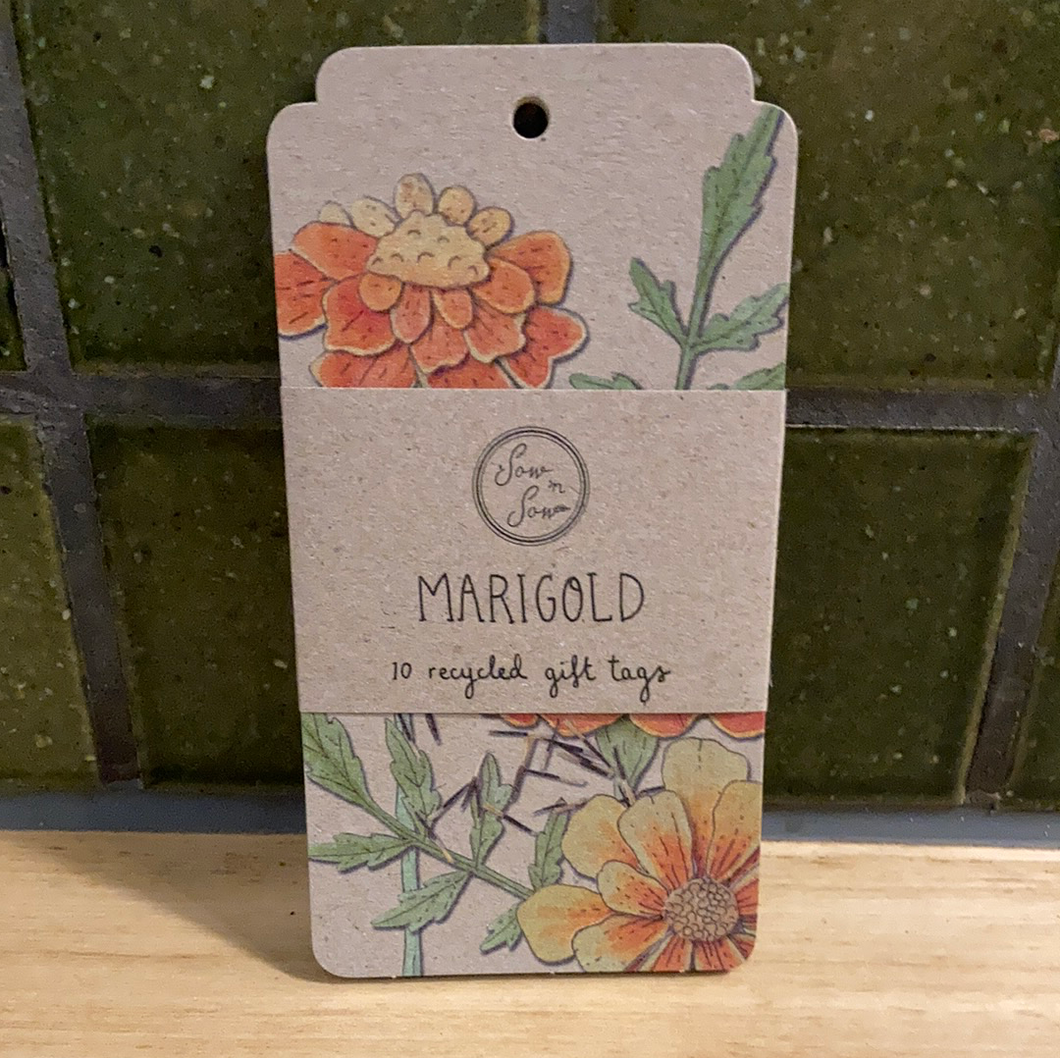 Sow
'n
Sow
MARIGOLD
10 recycled gift tags